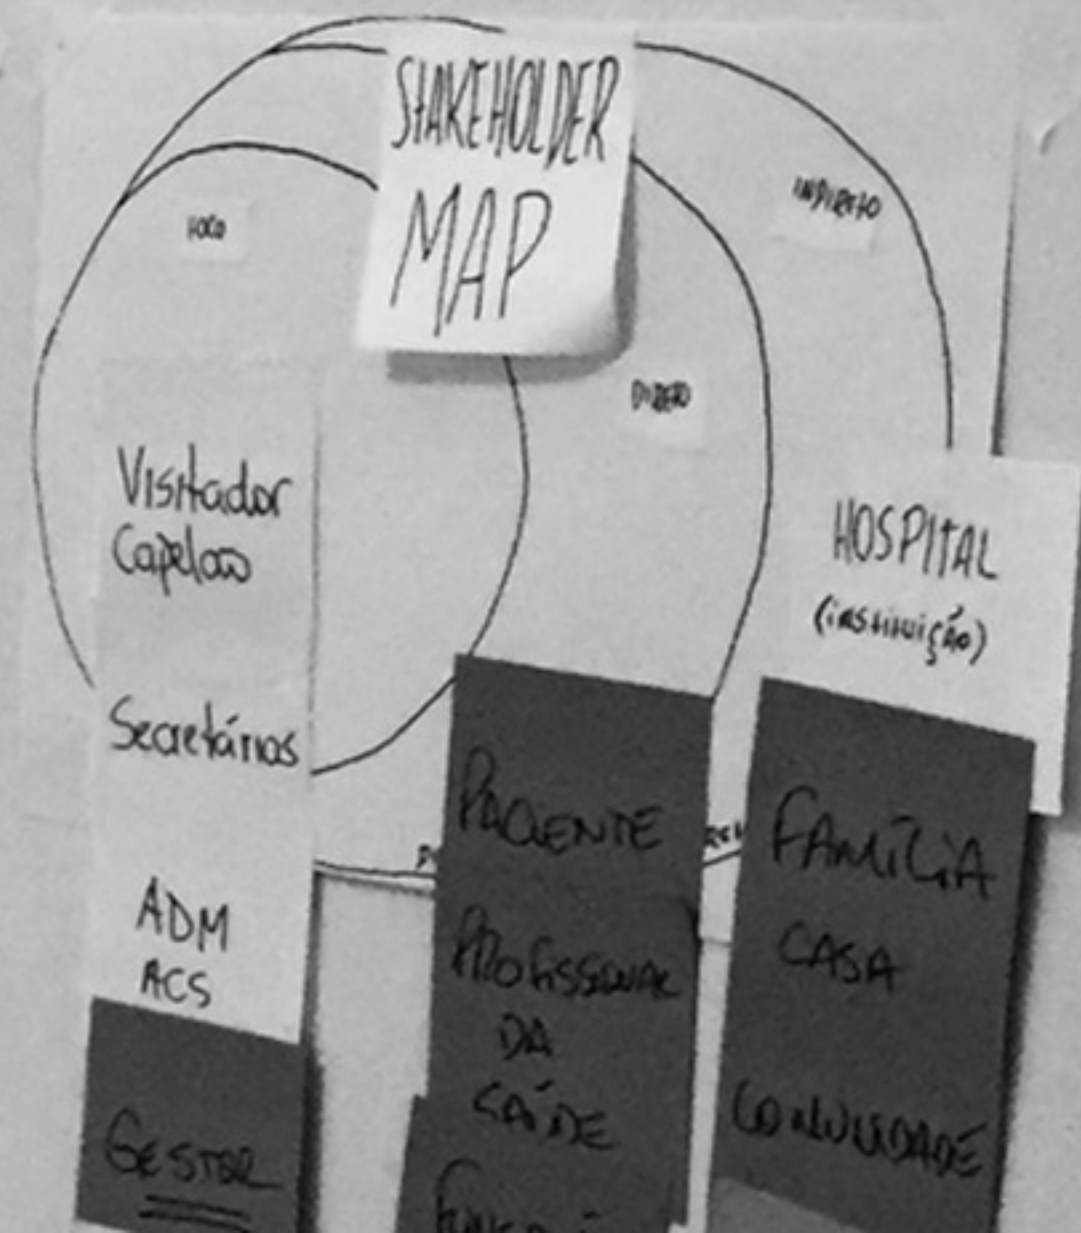 STAKEHOLDER
MAP
FOCO
INDIRETO
DIRETO
Visitador
Capelão
Secretários
ADM
ACS
GESTOR
PACIENTE
PROFISSIONAL
DA
SAÚDE
HOSPITAL
(instituição)
FAMÍLIA
CASA
COMUNIDADE